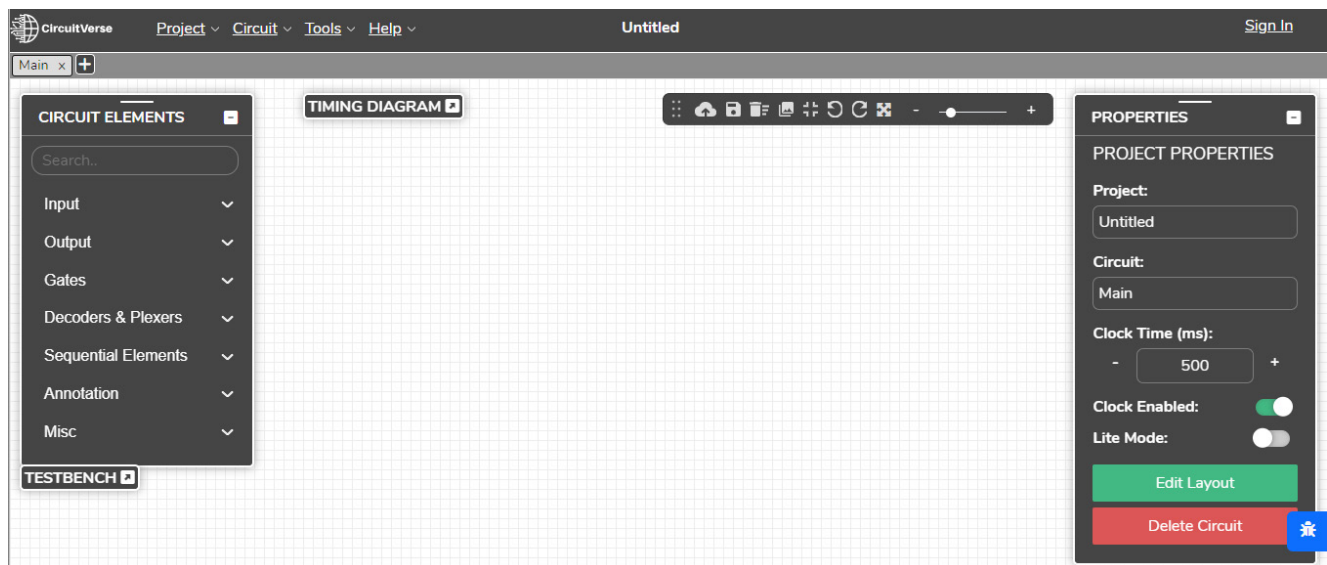 CircuitVerse Project Circuit Tools Help Untitled Sign In
Main x +
CIRCUIT ELEMENTS
Search..
Input
Output
Gates
Decoders & Plexers
Sequential Elements
Annotation
Misc
TESTBENCH
TIMING DIAGRAM
- +
PROPERTIES
PROJECT PROPERTIES
Project:
Untitled
Circuit:
Main
Clock Time (ms):
- 500 +
Clock Enabled:
Lite Mode:
Edit Layout
Delete Circuit